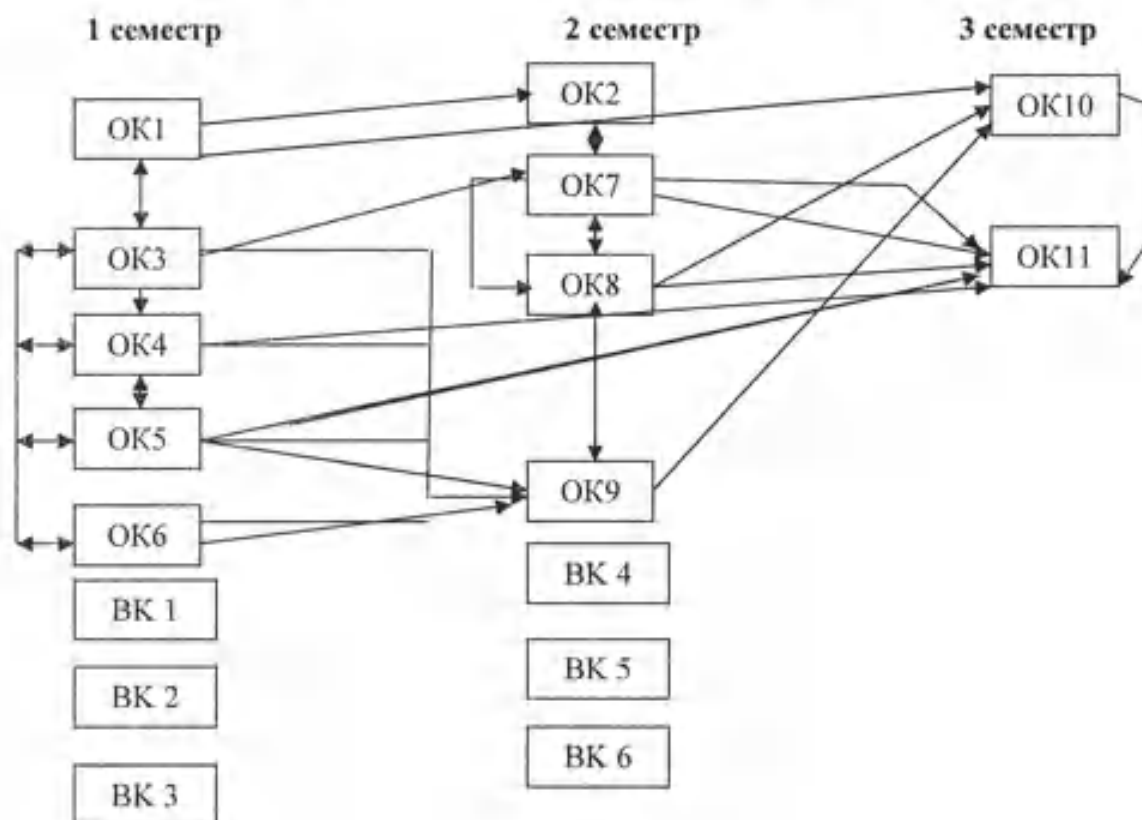 1 семестр
2 семестр
3 семестр
ОК1
ОК3
ОК4
ОК5
ОК6
ВК 1
ВК 2
ВК 3
ОК2
ОК7
ОК8
ОК9
ВК 4
ВК 5
ВК 6
ОК10
ОК11